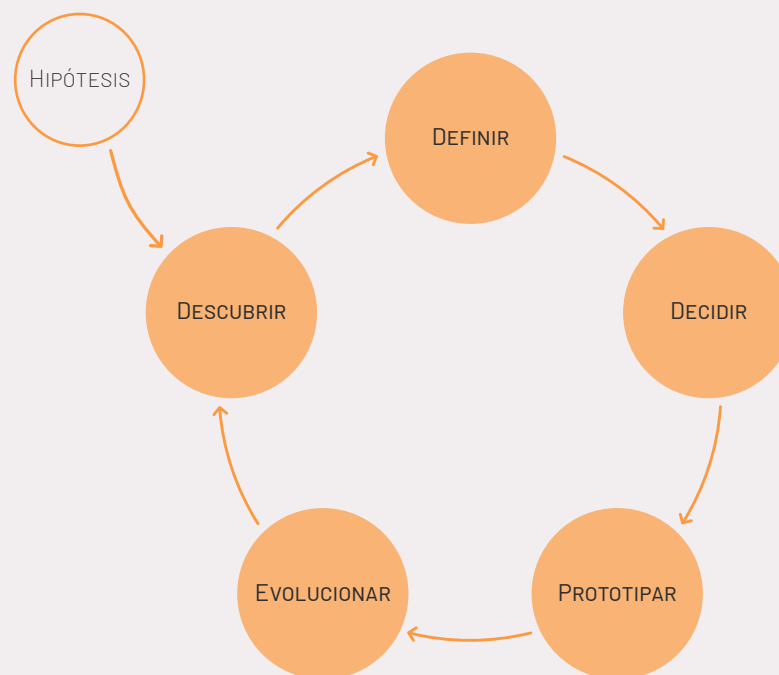 Hipótesis
Definir
Descubrir
Decidir
Evolucionar
Prototipar